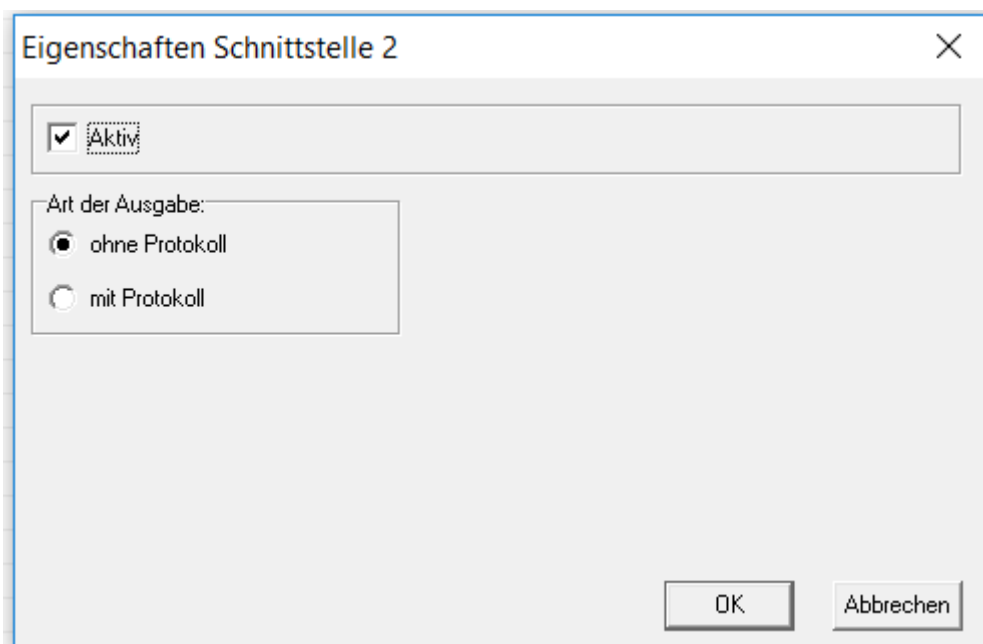 Eigenschaften Schnittstelle 2
Aktiv
Art der Ausgabe:
ohne Protokoll
mit Protokoll
OK
Abbrechen